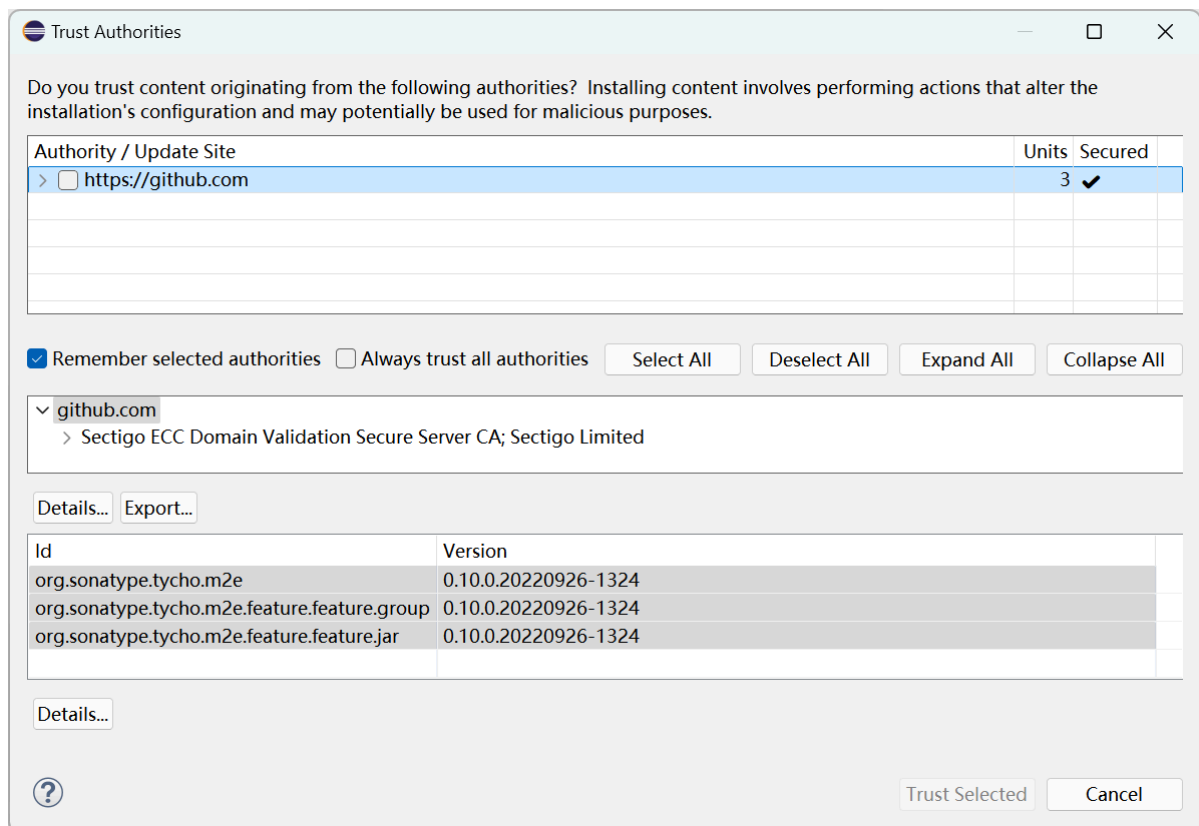 Trust Authorities
Do you trust content originating from the following authorities?  Installing content involves performing actions that alter the
installation's configuration and may potentially be used for malicious purposes.
Authority / Update Site Units Secured
https://github.com 3
Remember selected authorities Always trust all authorities Select All Deselect All Expand All Collapse All
github.com
Sectigo ECC Domain Validation Secure Server CA; Sectigo Limited
Details... Export...
Id Version
org.sonatype.tycho.m2e 0.10.0.20220926-1324
org.sonatype.tycho.m2e.feature.feature.group 0.10.0.20220926-1324
org.sonatype.tycho.m2e.feature.feature.jar 0.10.0.20220926-1324
Details...
? Trust Selected Cancel